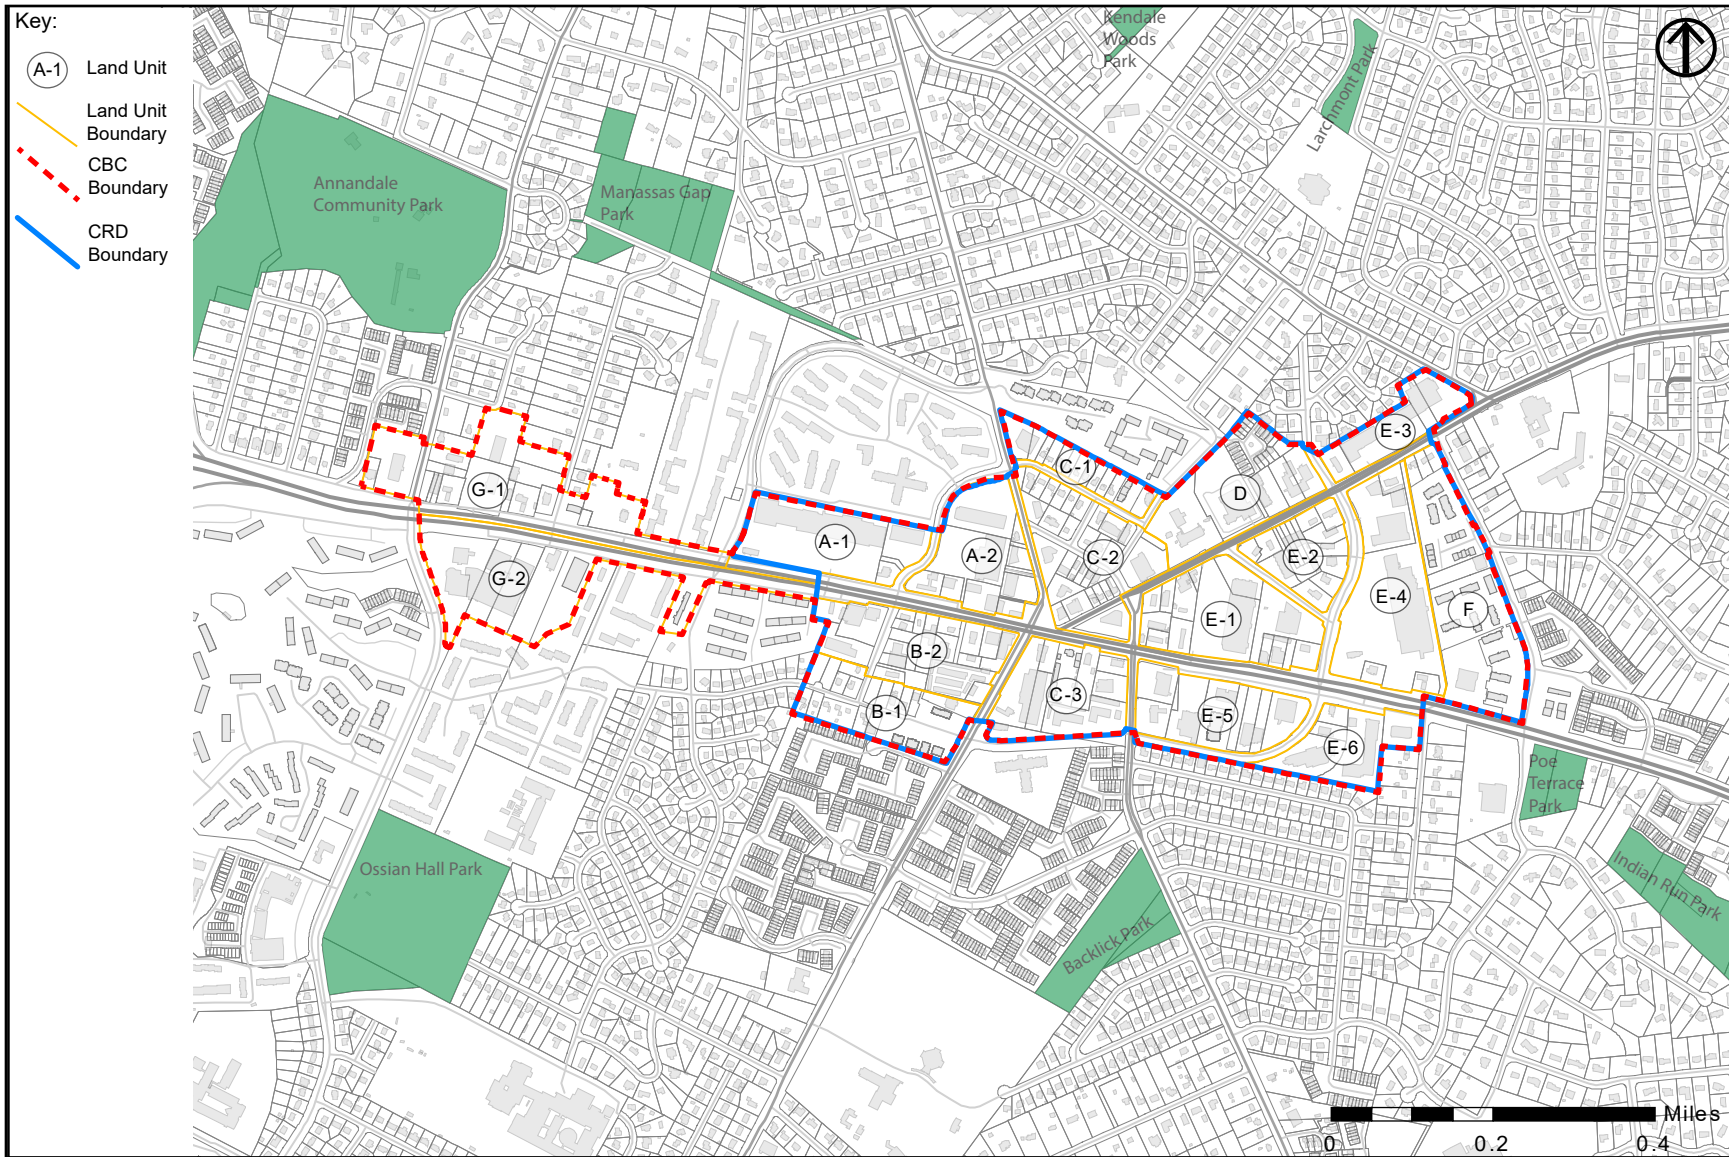 Key:
A-1
Land Unit
Land Unit
Boundary
CBC
Boundary
CRD
Boundary
Kendale
Woods
Park
Larchmont Park
Annandale
Community Park
Manassas Gap
Park
E-3
C-1
G-1
D
A-1
A-2
C-2
E-2
G-2
E-4
F
E-1
B-2
C-3
B-1
E-5
E-6
Poe
Terrace
Park
Ossian Hall Park
Indian Run Park
Backlick Park
Miles
0
0.2
0.4